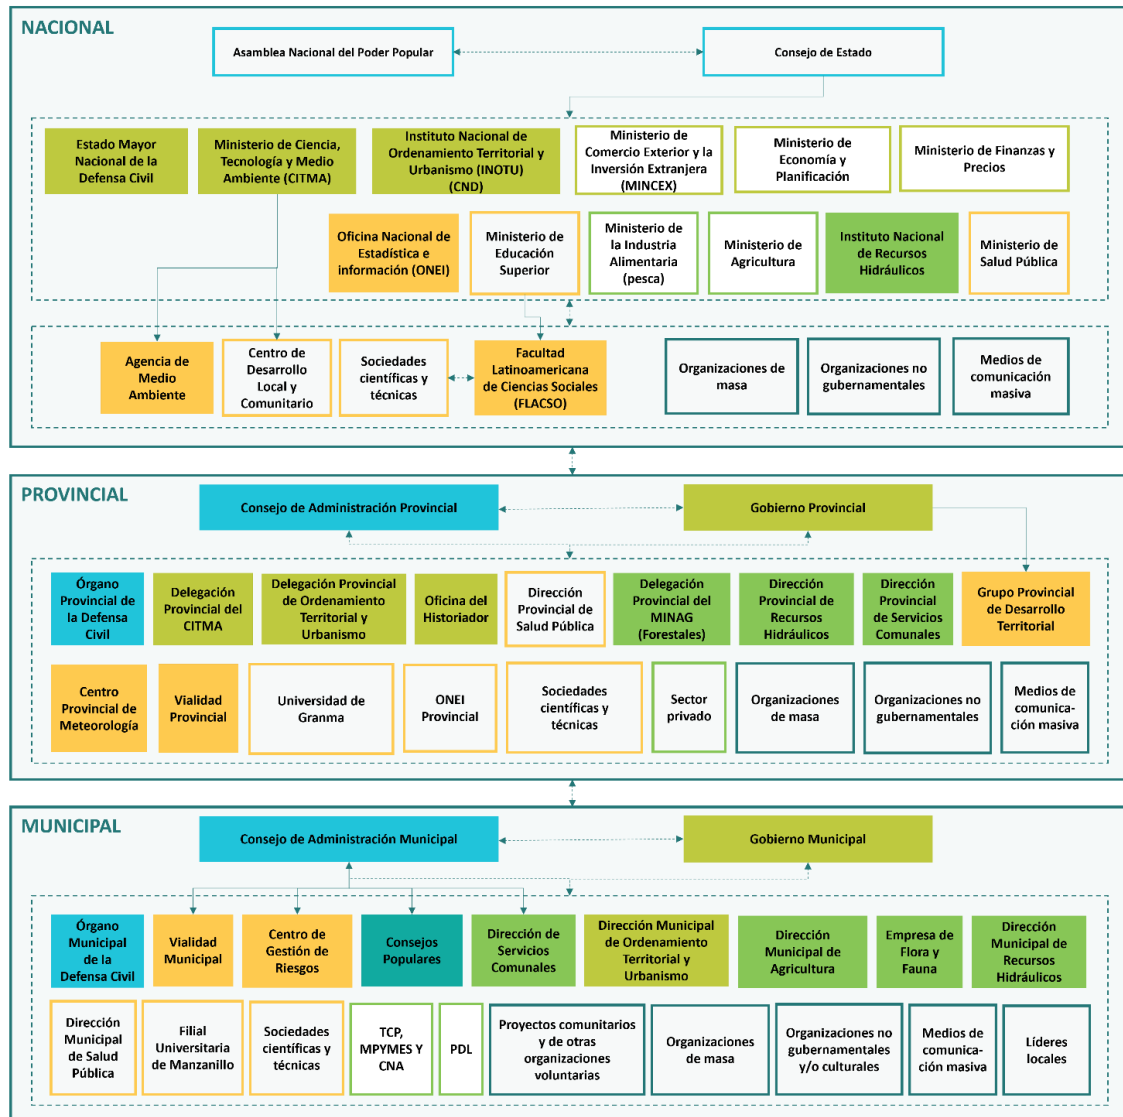 NACIONAL
Asamblea Nacional del Poder Popular
Consejo de Estado
Estado Mayor
Nacional de la
Defensa Civil
Ministerio de Ciencia,
Tecnología y Medio
Ambiente (CITMA)
Instituto Nacional de
Ordenamiento Territorial y
Urbanismo (INOTU)
(CND)
Ministerio de
Comercio Exterior y la
Inversión Extranjera
(MINCEX)
Ministerio de
Economía y
Planificación
Ministerio de Finanzas y
Precios
Oficina Nacional de
Estadística e
información (ONEI)
Ministerio de
Educación
Superior
Ministerio de
la Industria
Alimentaria
(pesca)
Ministerio de
Agricultura
Instituto Nacional
de Recursos
Hidráulicos
Ministerio de
Salud Pública
Agencia de
Medio
Ambiente
Centro de
Desarrollo
Local y
Comunitario
Sociedades
científicas y
técnicas
Facultad
Latinoamericana
de Ciencias Sociales
(FLACSO)
Organizaciones de
masa
Organizaciones no
gubernamentales
Medios de
comunicación
masiva
PROVINCIAL
Consejo de Administración Provincial
Gobierno Provincial
Órgano
Provincial de
la Defensa
Civil
Delegación
Provincial del
CITMA
Delegación Provincial
de Ordenamiento
Territorial y
Urbanismo
Oficina del
Historiador
Dirección
Provincial de
Salud Pública
Delegación
Provincial del
MINAG
(Forestales)
Dirección
Provincial de
Recursos
Hidráulicos
Dirección
Provincial
de Servicios
Comunales
Grupo Provincial
de Desarrollo
Territorial
Centro
Provincial de
Meteorología
Vialidad
Provincial
Universidad de
Granma
ONEI
Provincial
Sociedades
científicas y
técnicas
Sector
privado
Organizaciones
de masa
Organizaciones no
gubernamentales
Medios de
comunica-
ción masiva
MUNICIPAL
Consejo de Administración Municipal
Gobierno Municipal
Órgano
Municipal
de la
Defensa Civil
Vialidad
Municipal
Centro de
Gestión de
Riesgos
Consejos
Populares
Dirección de
Servicios
Comunales
Dirección Municipal
de Ordenamiento
Territorial
y Urbanismo
Dirección
Municipal de
Agricultura
Empresa de
Flora y
Fauna
Dirección
Municipal de
Recursos
Hidráulicos
Dirección
Municipal
de Salud
Pública
Filial
Universitaria
de Manzanillo
Sociedades
científicas y
técnicas
TCP,
MPYMES Y
CNA
PDL
Proyectos comunitarios
y de otras
organizaciones
voluntarias
Organizaciones
de masa
Organizaciones no
gubernamentales
y/o culturales
Medios de
comunica-
ción masiva
Líderes
locales